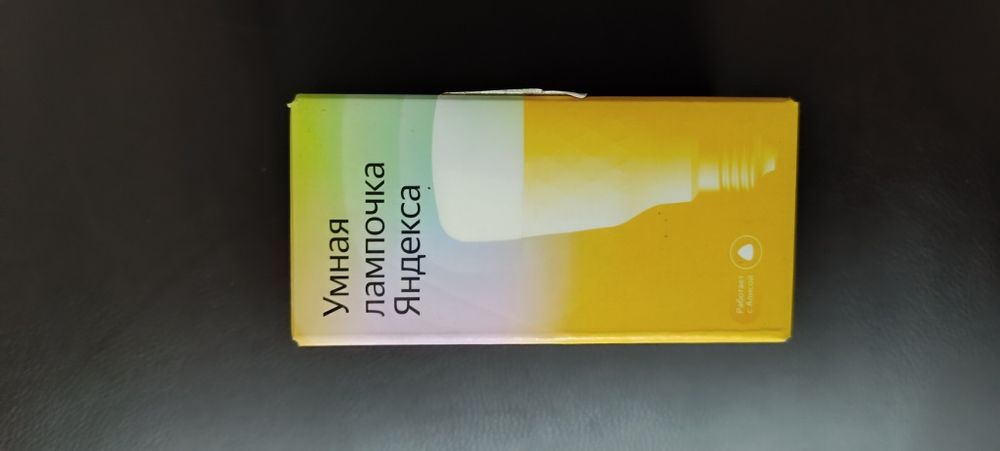 Умная
лампочка
Яндекса
Работает
с Алисой